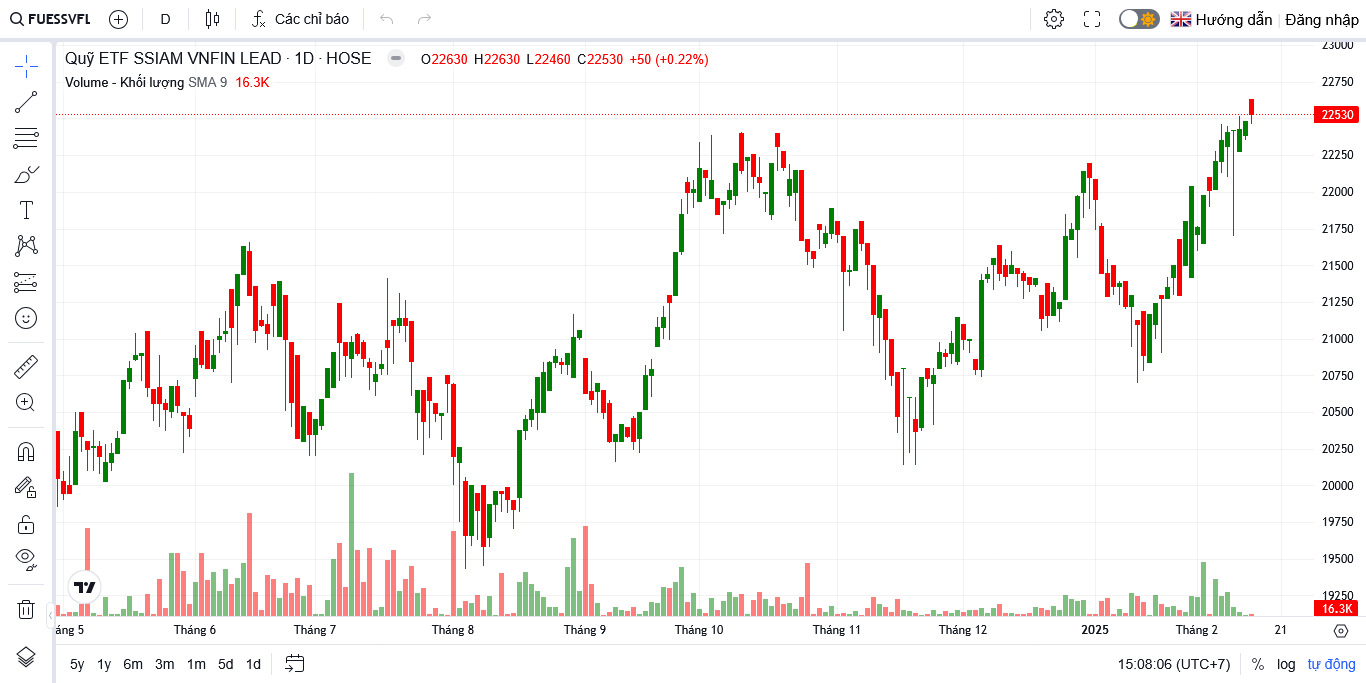 FUESSVFL
D
Các chỉ báo
Hướng dẫn
Đăng nhập
Quỹ ETF SSIAM VNFIN LEAD · 1D · HOSE
O22630 H22630 L22460 C22530 +50 (+0.22%)
Volume - Khối lượng SMA 9 16.3K
23000
22750
22530
22250
22000
21750
21500
21250
21000
20750
20500
20250
20000
19750
19500
19250
16.3K
áng 5 Tháng 6 Tháng 7 Tháng 8 Tháng 9 Tháng 10 Tháng 11 Tháng 12 2025 Tháng 2 21
5y 1y 6m 3m 1m 5d 1d
15:08:06 (UTC+7) % log tự động